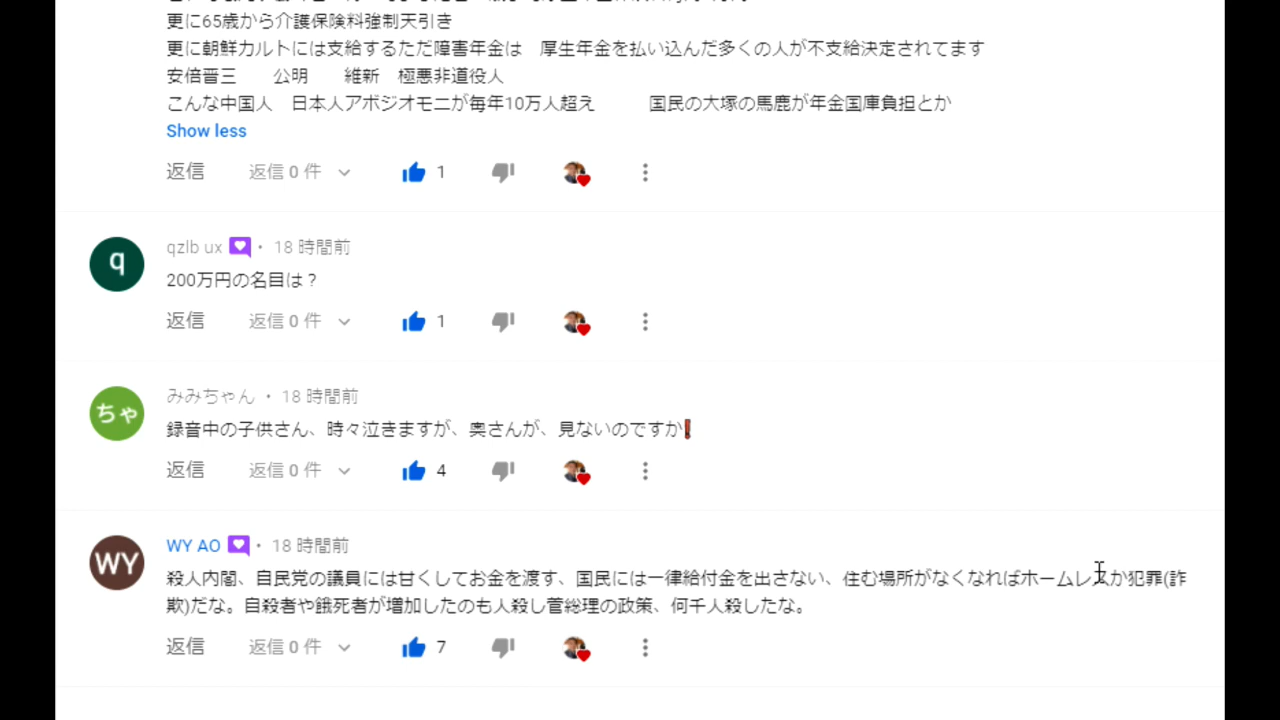 更に65歳から介護保険料強制天引き
更に朝鮮カルトには支給するただ障害年金は　厚生年金を払い込んだ多くの人が不支給決定されてます
安倍晋三　　公明　　維新　極悪非道役人
こんな中国人　日本人アボジオモニが毎年10万人超え　　　国民の大塚の馬鹿が年金国庫負担とか
Show less
返信 返信 0 件 1
q
qzlb ux • 18 時間前
200万円の名目は？
返信 返信 0 件 1
ちゃ
みみちゃん • 18 時間前
録音中の子供さん、時々泣きますが、奥さんが、見ないのですか❗
返信 返信 0 件 4
WY
WY AO • 18 時間前
殺人内閣、自民党の議員には甘くしてお金を渡す、国民には一律給付金を出さない、住む場所がなくなればホームレスか犯罪(詐
欺)だな。自殺者や餓死者が増加したのも人殺し菅総理の政策、何千人殺したな。
返信 返信 0 件 7